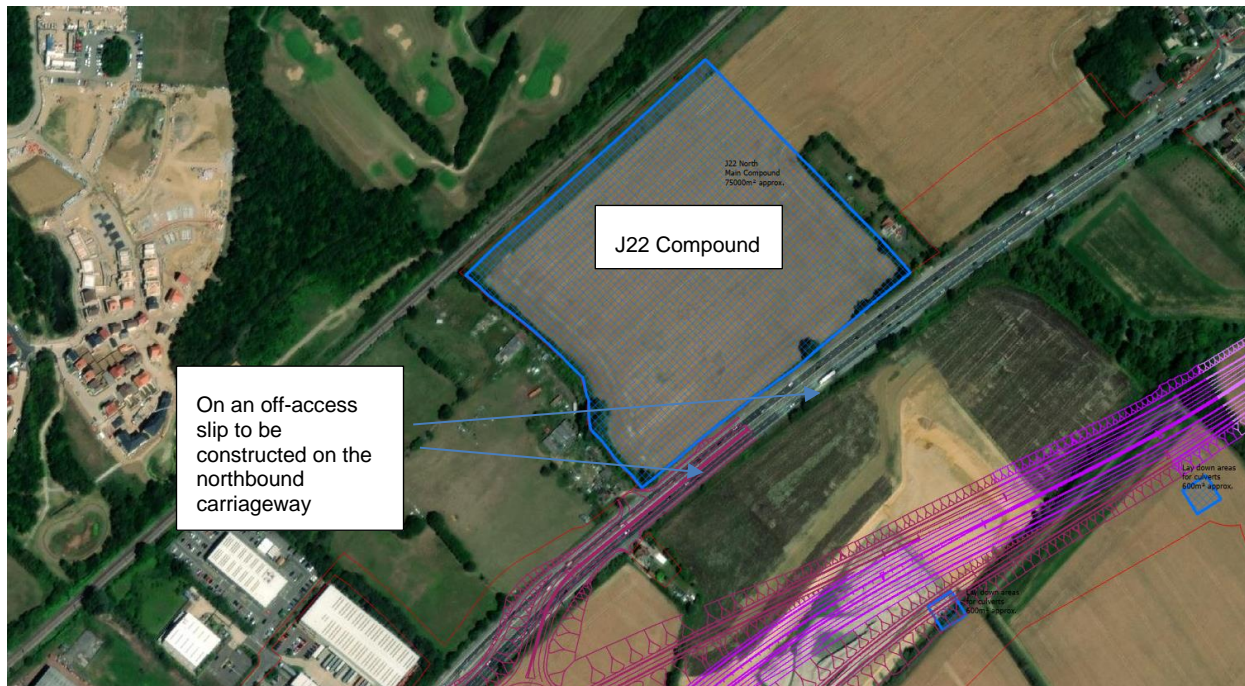 J22 North
Main Compound
75000m² approx.
J22 Compound
On an off-access
slip to be
constructed on the
northbound
carriageway
Lay down areas
for culverts
600m² approx.
Lay down areas
for culverts
600m² approx.